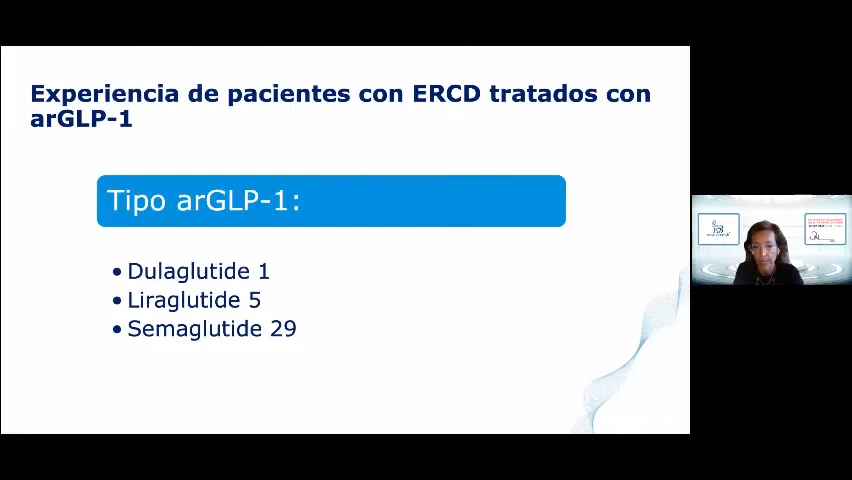 Experiencia de pacientes con ERCD tratados con
arGLP-1
Tipo arGLP-1:
• Dulaglutide 1
• Liraglutide 5
• Semaglutide 29